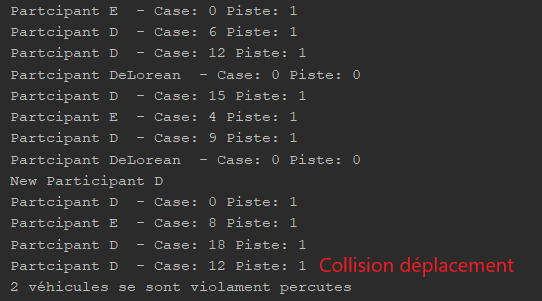 Partcipant E  - Case: 0 Piste: 1
Partcipant D  - Case: 6 Piste: 1
Partcipant D  - Case: 12 Piste: 1
Partcipant DeLorean  - Case: 0 Piste: 0
Partcipant D  - Case: 15 Piste: 1
Partcipant E  - Case: 4 Piste: 1
Partcipant D  - Case: 9 Piste: 1
Partcipant DeLorean  - Case: 0 Piste: 0
New Participant D
Partcipant D  - Case: 0 Piste: 1
Partcipant E  - Case: 8 Piste: 1
Partcipant D  - Case: 18 Piste: 1
Partcipant D  - Case: 12 Piste: 1 Collision déplacement
2 véhicules se sont violament percutes